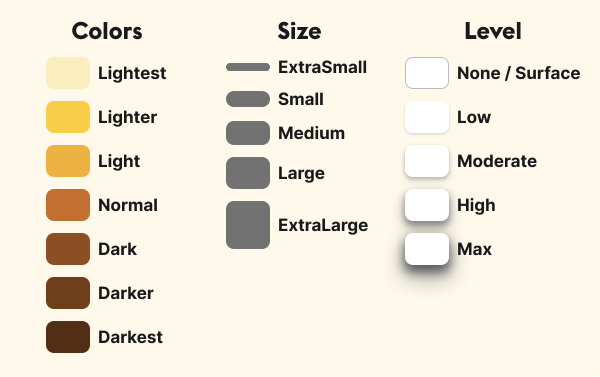 Colors
Lightest
Lighter
Light
Normal
Dark
Darker
Darkest
Size
ExtraSmall
Small
Medium
Large
ExtraLarge
Level
None / Surface
Low
Moderate
High
Max